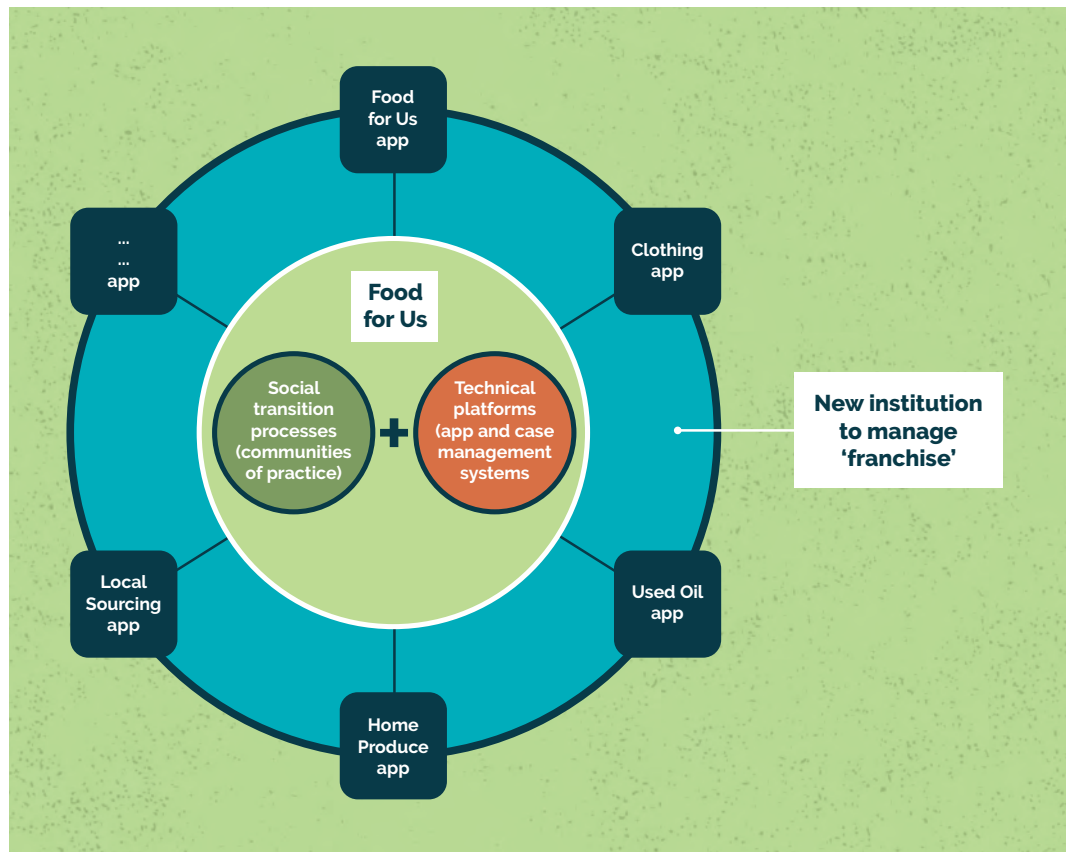 Food
for Us
app
...
...
app
Clothing
app
Food
for Us
Social
transition
processes
(communities
of practice)
Technical
platforms
(app and case
management
systems
New institution
to manage
‘franchise’
Local
Sourcing
app
Used Oil
app
Home
Produce
app